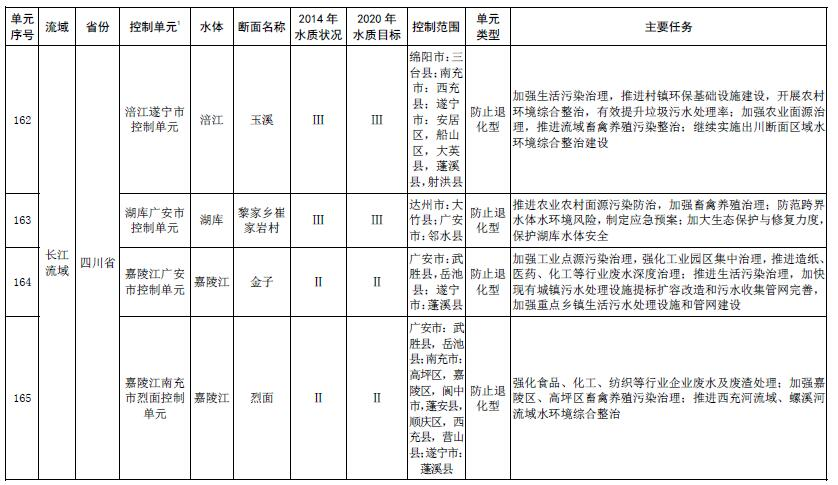 单元序号 流域 省份 控制单元¹ 水体 断面名称 2014年水质状况 2020年水质目标 控制范围 单元类型 主要任务
长江流域
四川省
162
涪江遂宁市
控制单元
涪江
玉溪
Ⅲ
Ⅲ
绵阳市：三
台县；南充
市：西充
县；遂宁
市：安居
区，船山
区，大英
县，蓬溪
县，射洪县
防止退
化型
加强生活污染治理，推进村镇环保基础设施建设，开展农村
环境综合整治，有效提升垃圾污水处理率；加强农业面源治
理，推进流域畜禽养殖污染整治；继续实施出川断面区域水
环境综合整治建设
163
湖库广安市
控制单元
湖库
黎家乡崔
家岩村
Ⅲ
Ⅲ
达州市：大
竹县；广安
市：邻水县
防止退
化型
推进农业农村面源污染防治，加强畜禽养殖治理；防范跨界
水体水环境风险，制定应急预案；加大生态保护与修复力度，
保护湖库水体安全
164
嘉陵江广安
市控制单元
嘉陵江
金子
Ⅱ
Ⅱ
广安市：武
胜县，岳池
县；遂宁
市：蓬溪县
防止退
化型
加强工业点源污染治理，强化工业园区集中治理，推进造纸、
医药、化工等行业废水深度治理；推进生活污染治理，加快
现有城镇污水处理设施提标扩容改造和污水收集管网完善，
加强重点乡镇生活污水处理设施和管网建设
165
嘉陵江南充
市烈面控制
单元
嘉陵江
烈面
Ⅱ
Ⅱ
广安市：武
胜县，岳池
县；南充市：
高坪区，嘉
陵区，阆中
市，蓬安县，
顺庆区，西
充县，营山
县；遂宁市：
蓬溪县
防止退
化型
强化食品、化工、纺织等行业企业废水及废渣处理；加强嘉
陵区、高坪区畜禽养殖污染治理；推进西充河流域、螺溪河
流域水环境综合整治